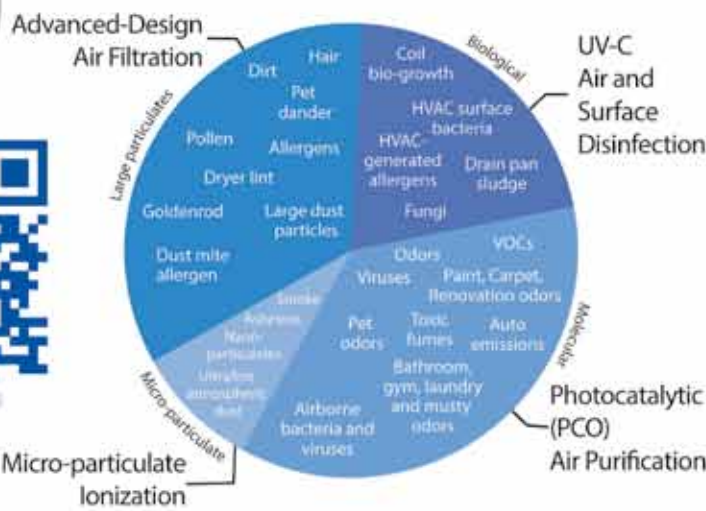 Advanced-Design
Air Filtration
Large particulates
Hair
Dirt
Pet
dander
Pollen
Allergens
Dryer lint
Goldenrod
Large dust
particles
Dust mite
allergen
UV-C
Air and
Surface
Disinfection
Biological
Coil
bio-growth
HVAC surface
bacteria
HVAC-
generated
allergens
Drain pan
sludge
Fungi
Photocatalytic
(PCO)
Air Purification
Molecular
Odors
VOCs
Viruses
Paint, Carpet,
Renovation odors
Pet
odors
Toxic
fumes
Auto
emissions
Bathroom,
gym, laundry
and musty
odors
Airborne
bacteria and
viruses
Micro-particulate
Ionization
Micro-particulate
Smoke
particulates
Ultrafine
atmospheric
dust